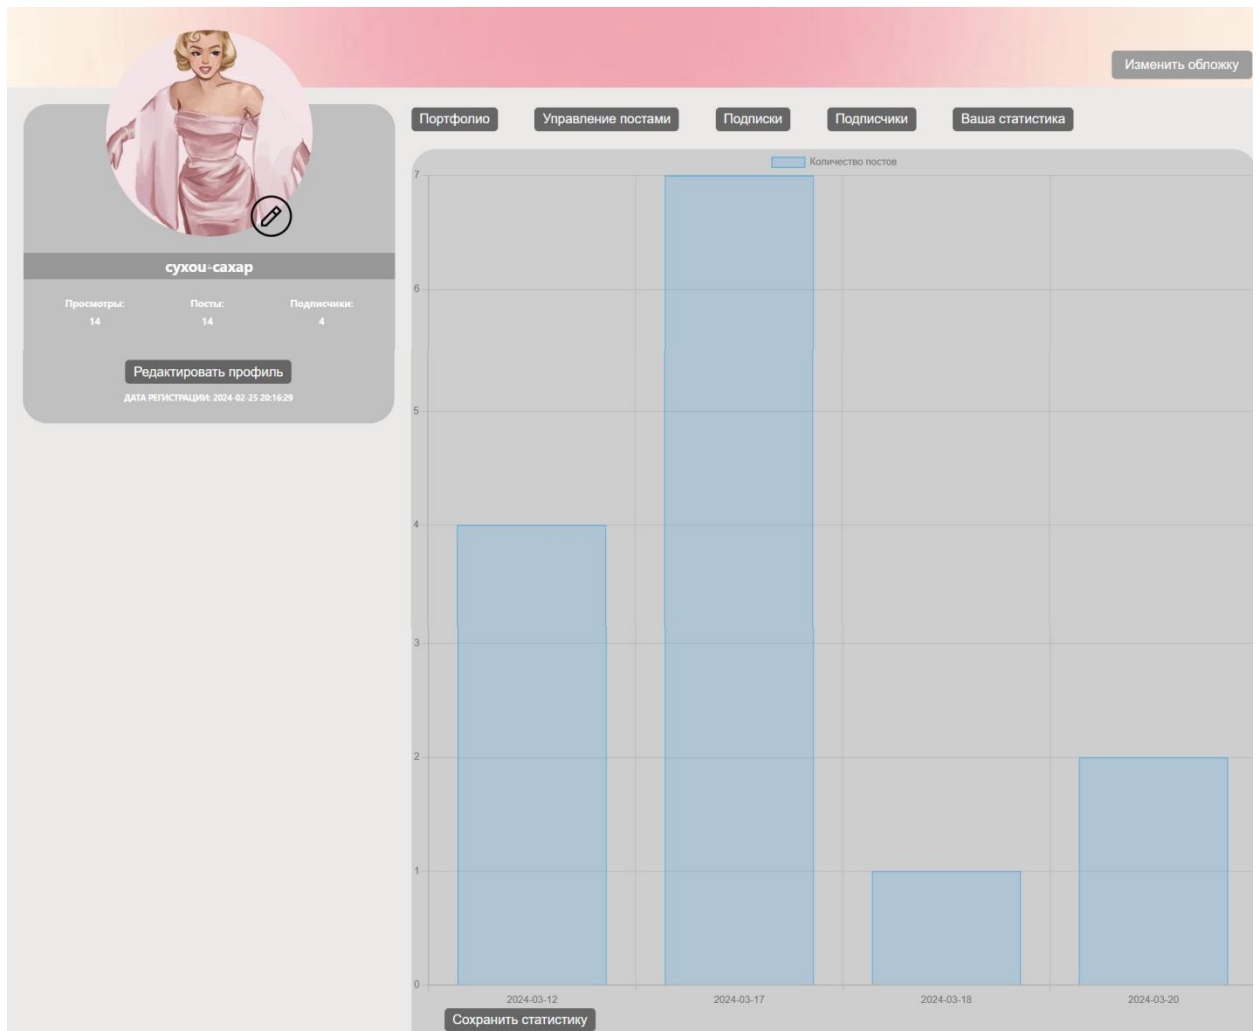 Изменить обложку
Портфолио Управление постами Подписки Подписчики Ваша статистика
сухои-сахар
Просмотры: Посты: Подписчики:
14 14 4
Редактировать профиль
ДАТА РЕГИСТРАЦИИ: 2024-02-25 20:16:29
Количество постов
7
6
5
4
3
2
1
0
2024-03-12 2024-03-17 2024-03-18 2024-03-20
Сохранить статистику